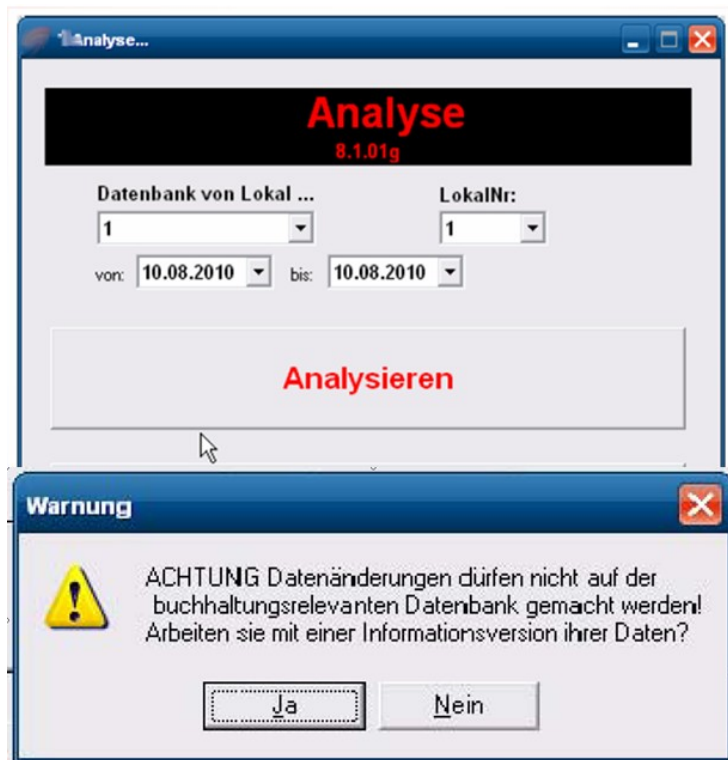 Analyse...
Analyse
8.1.01g
Datenbank von Lokal ... LokalNr:
1 1
von: 10.08.2010 bis: 10.08.2010
Analysieren
Warnung
ACHTUNG Datenänderungen dürfen nicht auf der
buchhaltungsrelevanten Datenbank gemacht werden!
Arbeiten sie mit einer Informationsversion ihrer Daten?
Ja Nein